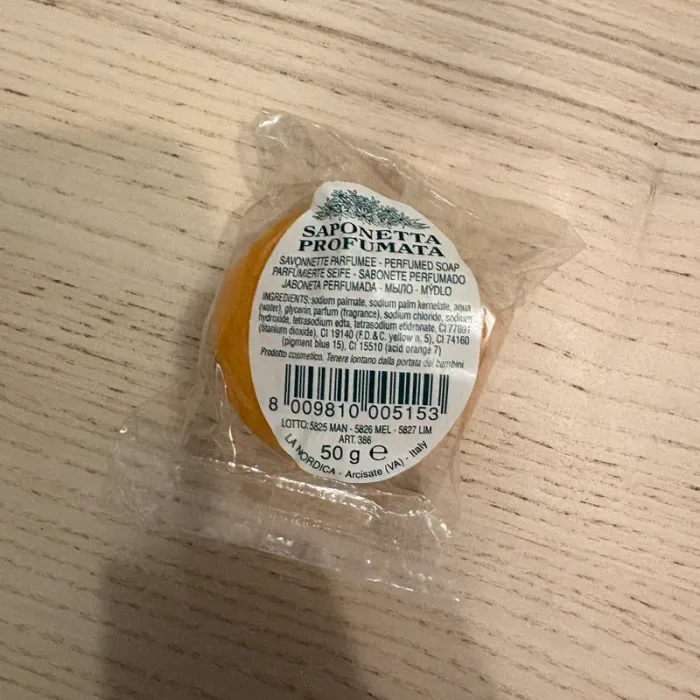 SAPONETTA
PROFUMATA
SAVONNETTE PARFUMEE - PERFUMED SOAP
PARFÜMIERTE SEIFE - SABONETE PERFUMADO
JABONETA PERFUMADA - МЫЛО - MÝDLO
INGREDIENTS: sodium palmate, sodium palm kernelate, aqua
(water), glycerin, parfum (fragrance), sodium chloride, sodium
hydroxide, tetrasodium edta, tetrasodium etidronate, CI 77891
(titanium dioxide), CI 19140 (F.D.& C. yellow n. 5), CI 74160
(pigment blue 15), CI 15510 (acid orange 7)
Prodotto cosmetico. Tenere lontano dalla portata dei bambini.
8 009810 005153
LOTTO: 5825 MAN - 5826 MEL - 5827 LIM
ART. 386
50 g ℮
LA NORDICA - Arcisate (VA) - Italy